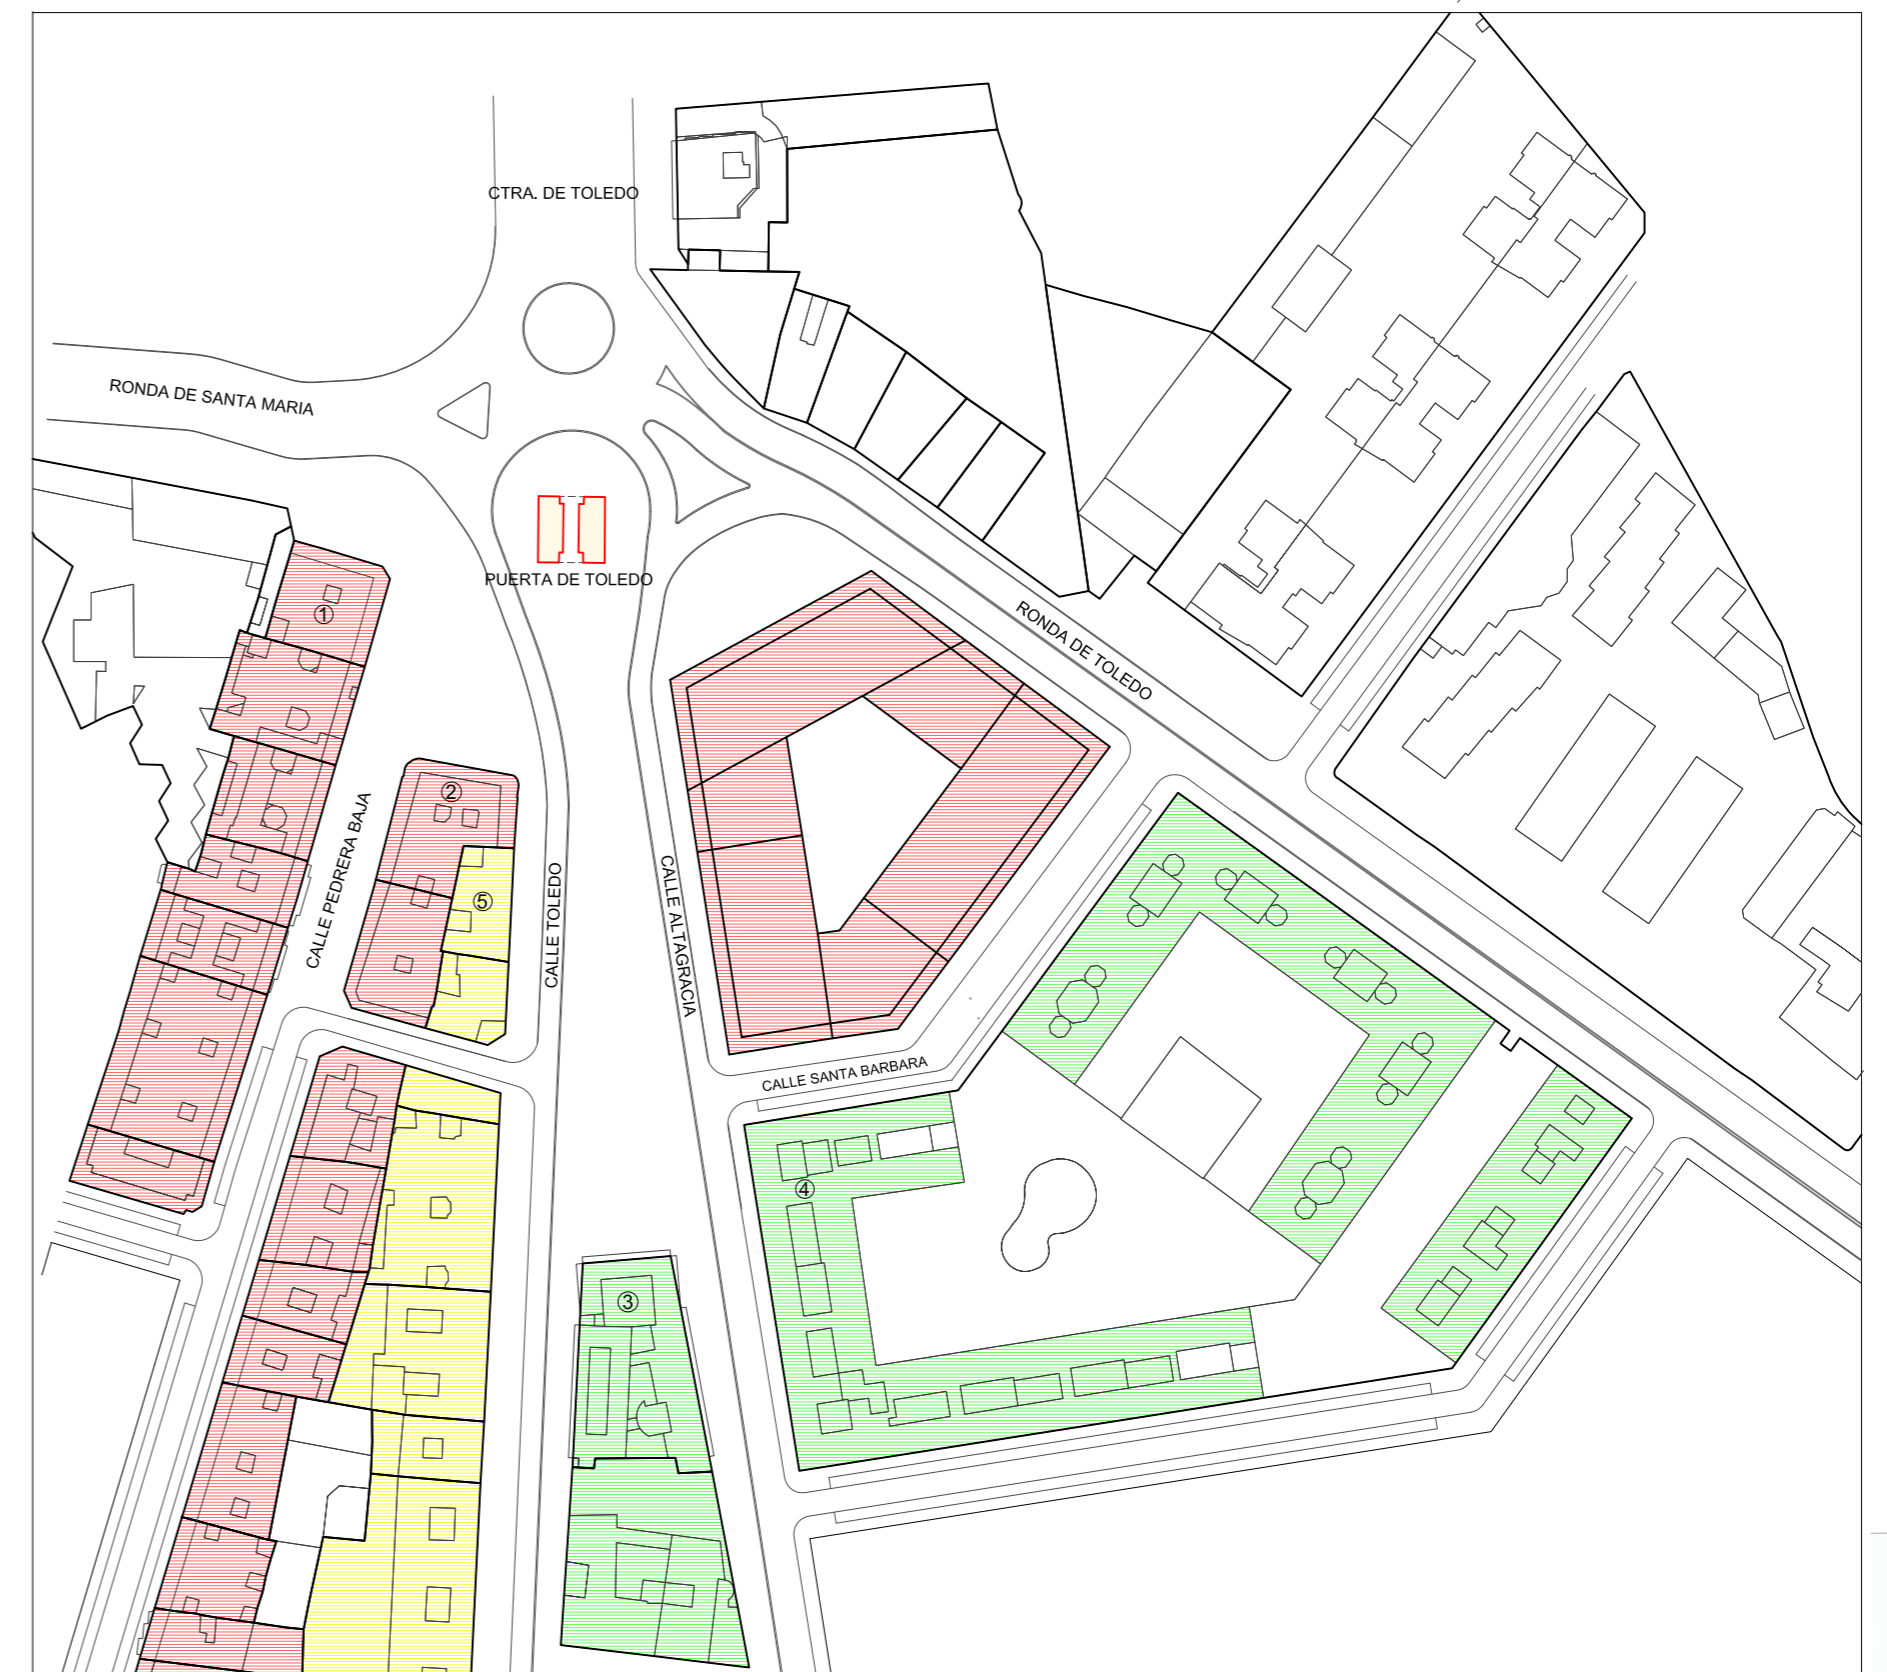 CTRA. DE TOLEDO
RONDA DE SANTA MARIA
PUERTA DE TOLEDO
RONDA DE TOLEDO
①
②
CALLE PEDRERA BAJA
⑤
CALLE TOLEDO
CALLE ALTAGRACIA
CALLE SANTA BARBARA
④
③